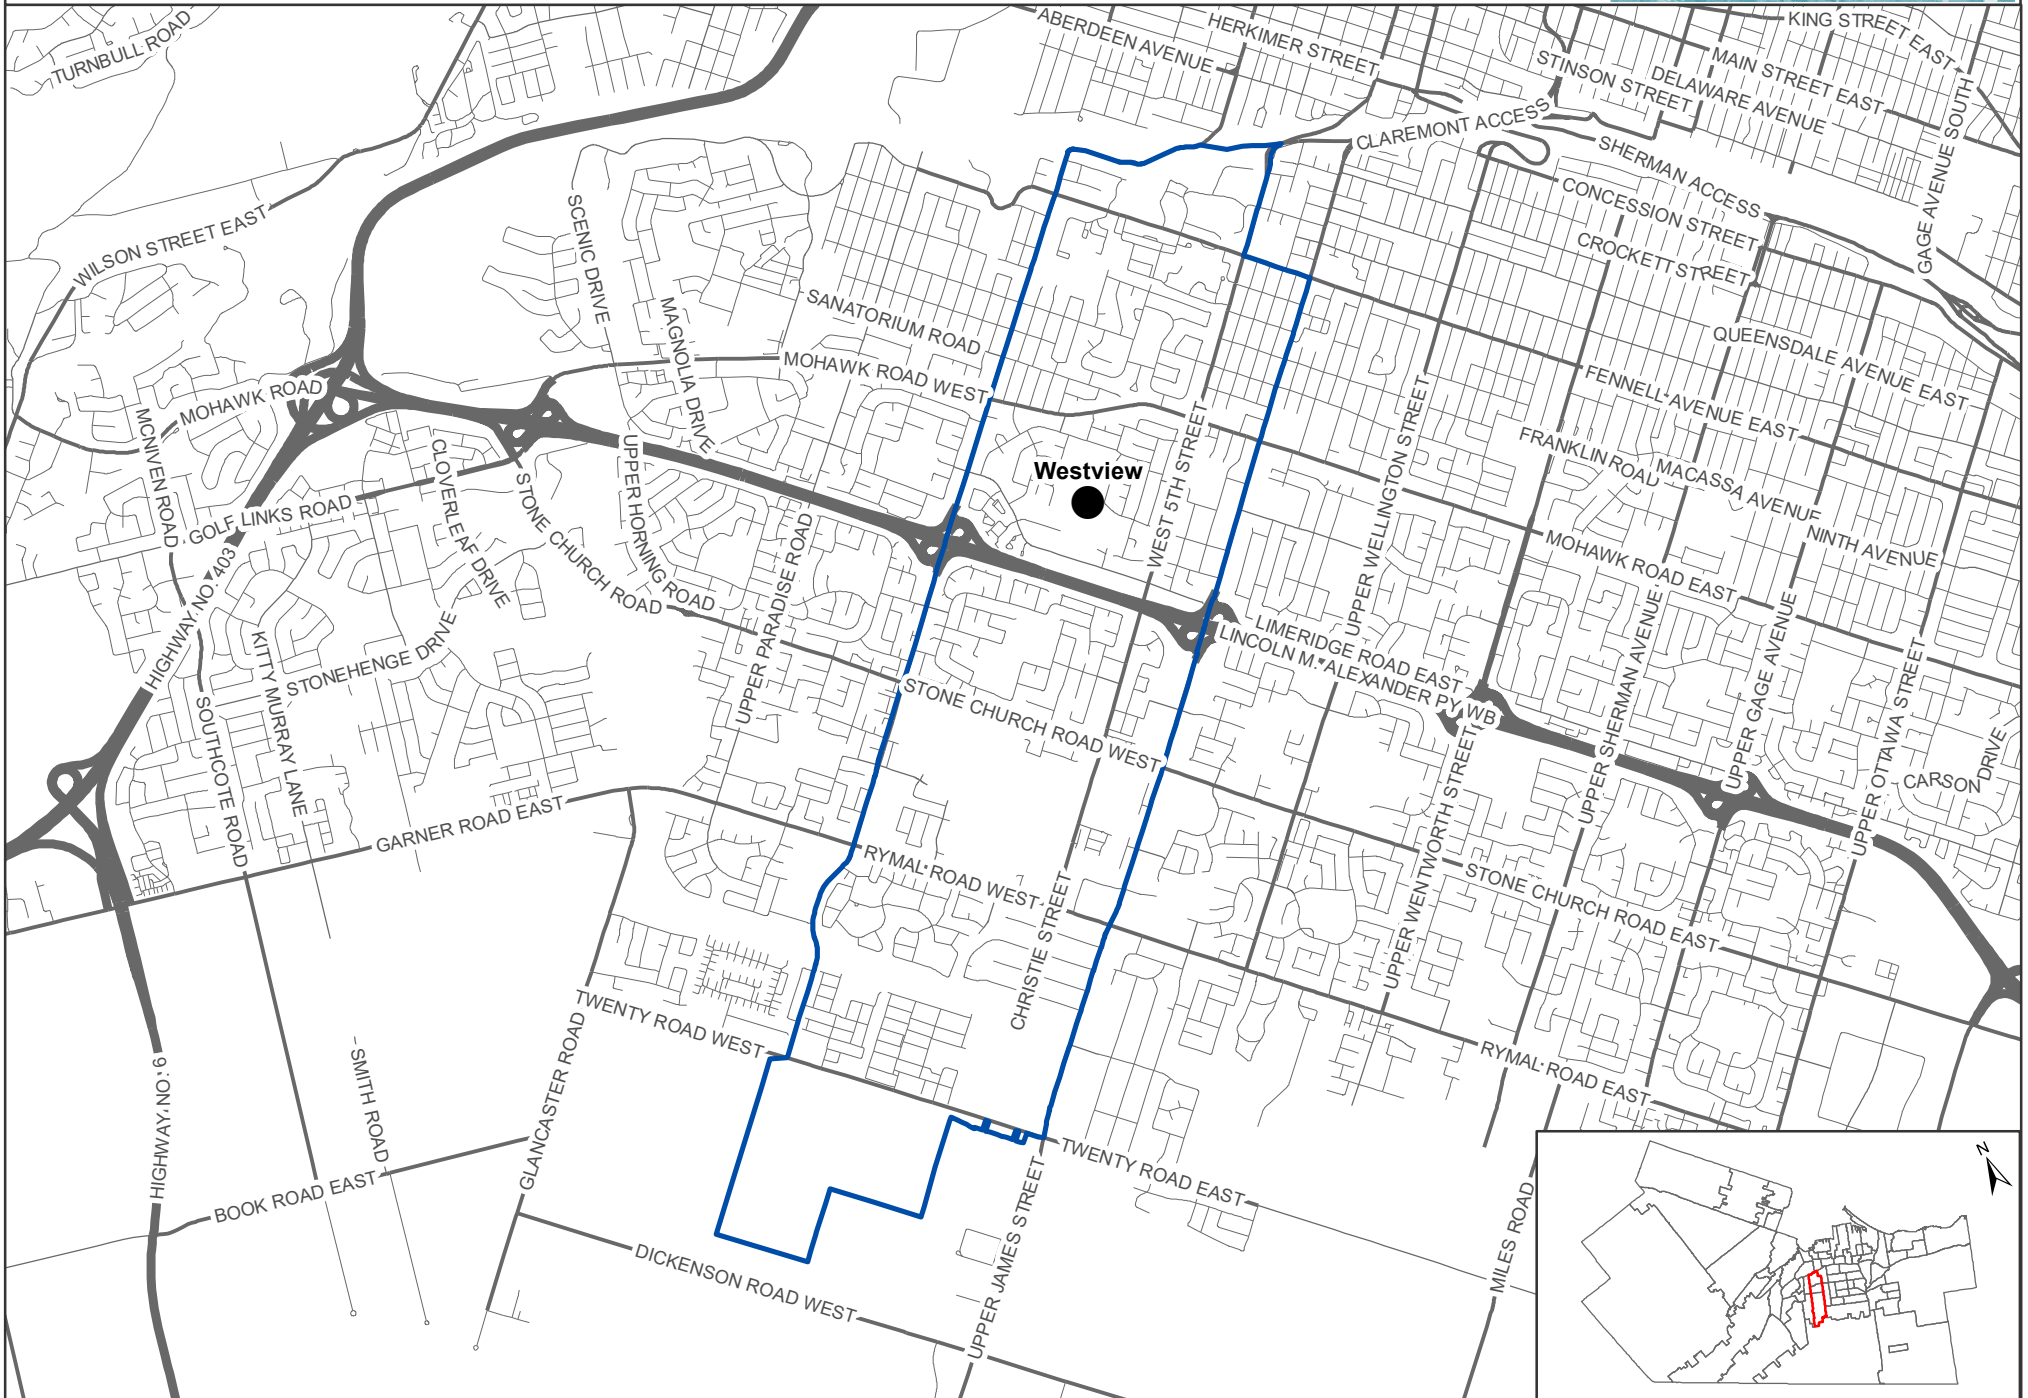 KING STREET EAST
HERKIMER STREET
ABERDEEN AVENUE
TURNBULL ROAD
MAIN STREET EAST
STINSON STREET
DELAWARE AVENUE
GAGE AVENUE SOUTH
CLAREMONT ACCESS
SHERMAN ACCESS
CONCESSION STREET
CROCKETT STREET
WILSON STREET EAST
SCENIC DRIVE
SANATORIUM ROAD
MAGNOLIA DRIVE
MOHAWK ROAD WEST
MOHAWK ROAD
QUEENSDALE AVENUE EAST
FENNELL AVENUE EAST
FRANKLIN ROAD
MACASSA AVENUE
NINTH AVENUE
MCNIVEN ROAD
GOLF LINKS ROAD
CLOVERLEAF DRIVE
STONE CHURCH ROAD
UPPER HORNING ROAD
UPPER PARADISE ROAD
Westview
WEST 5TH STREET
UPPER WELLINGTON STREET
MOHAWK ROAD EAST
HIGHWAY NO. 403
KITTY MURRAY LANE
STONEHENGE DRIVE
SOUTHCOTE ROAD
LIMERIDGE ROAD EAST
LINCOLN M. ALEXANDER PY WB
UPPER SHERMAN AVENUE
UPPER GAGE AVENUE
UPPER OTTAWA STREET
CARSON DRIVE
STONE CHURCH ROAD WEST
UPPER WENTWORTH STREET
GARNER ROAD EAST
RYMAL ROAD WEST
STONE CHURCH ROAD EAST
CHRISTIE STREET
TWENTY ROAD WEST
RYMAL ROAD EAST
HIGHWAY NO. 6
SMITH ROAD
GLANCASTER ROAD
BOOK ROAD EAST
TWENTY ROAD EAST
UPPER JAMES STREET
MILES ROAD
DICKENSON ROAD WEST
N